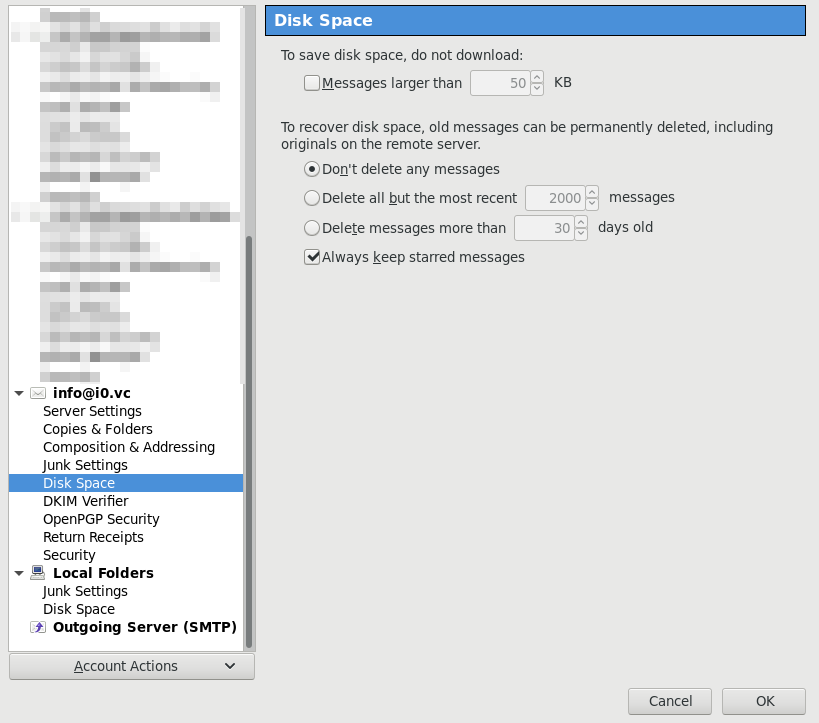 info@i0.vc
Server Settings
Copies & Folders
Composition & Addressing
Junk Settings
Disk Space
DKIM Verifier
OpenPGP Security
Return Receipts
Security
Local Folders
Junk Settings
Disk Space
Outgoing Server (SMTP)
Account Actions
Disk Space
To save disk space, do not download:
Messages larger than 50 KB
To recover disk space, old messages can be permanently deleted, including
originals on the remote server.
Don't delete any messages
Delete all but the most recent 2000 messages
Delete messages more than 30 days old
Always keep starred messages
Cancel OK